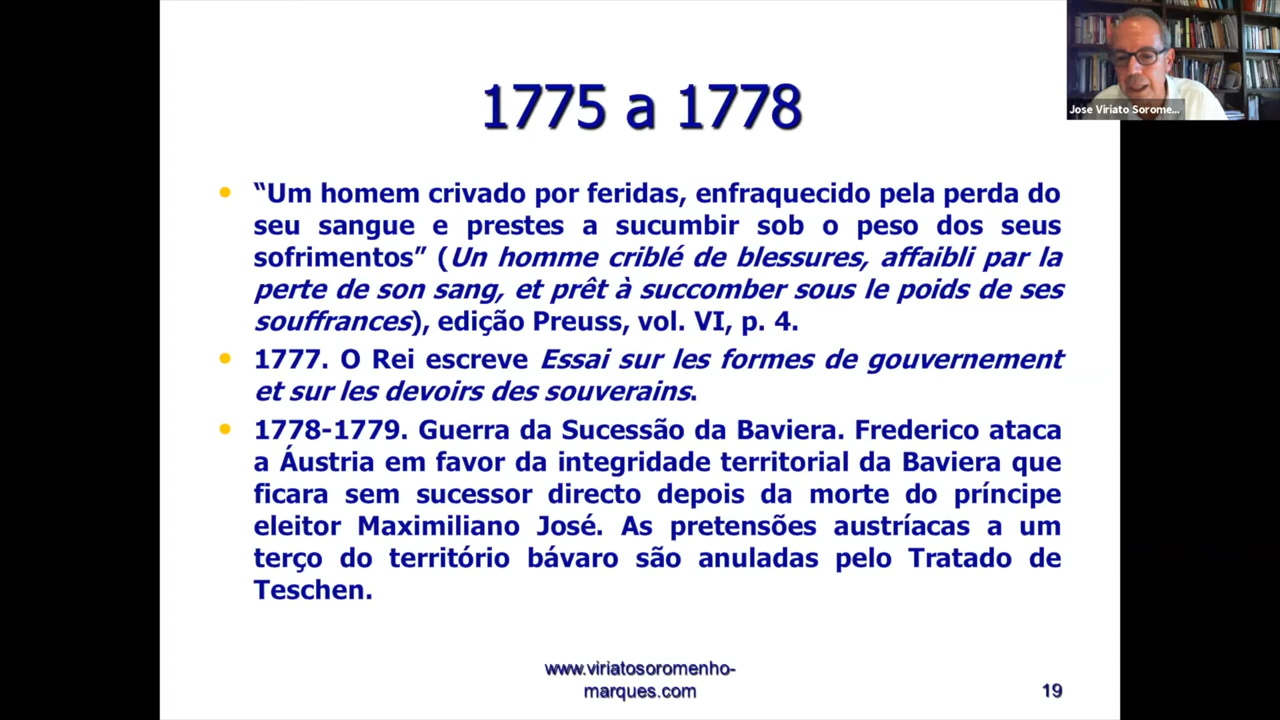 Jose Viriato Sorome...
1775 a 1778
• “Um homem crivado por feridas, enfraquecido pela perda do
seu sangue e prestes a sucumbir sob o peso dos seus
sofrimentos” (Un homme criblé de blessures, affaibli par la
perte de son sang, et prêt à succomber sous le poids de ses
souffrances), edição Preuss, vol. VI, p. 4.
• 1777. O Rei escreve Essai sur les formes de gouvernement
et sur les devoirs des souverains.
• 1778-1779. Guerra da Sucessão da Baviera. Frederico ataca
a Áustria em favor da integridade territorial da Baviera que
ficara sem sucessor directo depois da morte do príncipe
eleitor Maximiliano José. As pretensões austríacas a um
terço do território bávaro são anuladas pelo Tratado de
Teschen.
www.viriatosoromenho-
marques.com
19